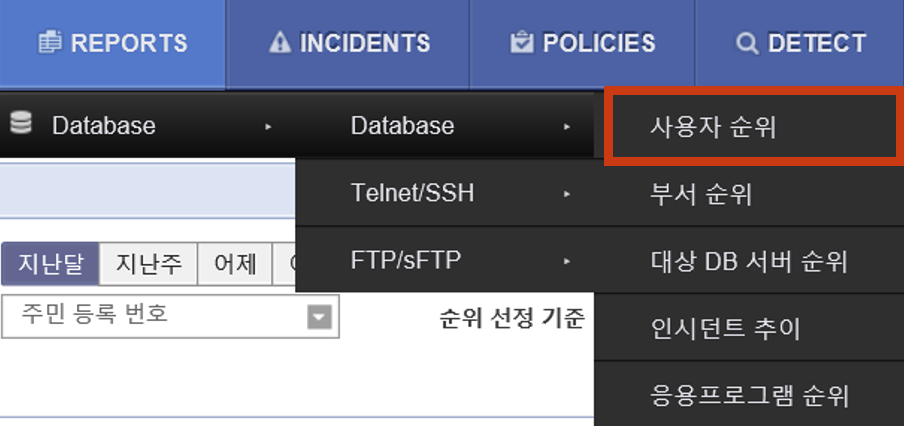 REPORTS INCIDENTS POLICIES DETECT
Database Database 사용자 순위
Telnet/SSH 부서 순위
지난달 지난주 어제 FTP/sFTP 대상 DB 서버 순위
주민 등록 번호 순위 선정 기준 인시던트 추이
응용프로그램 순위